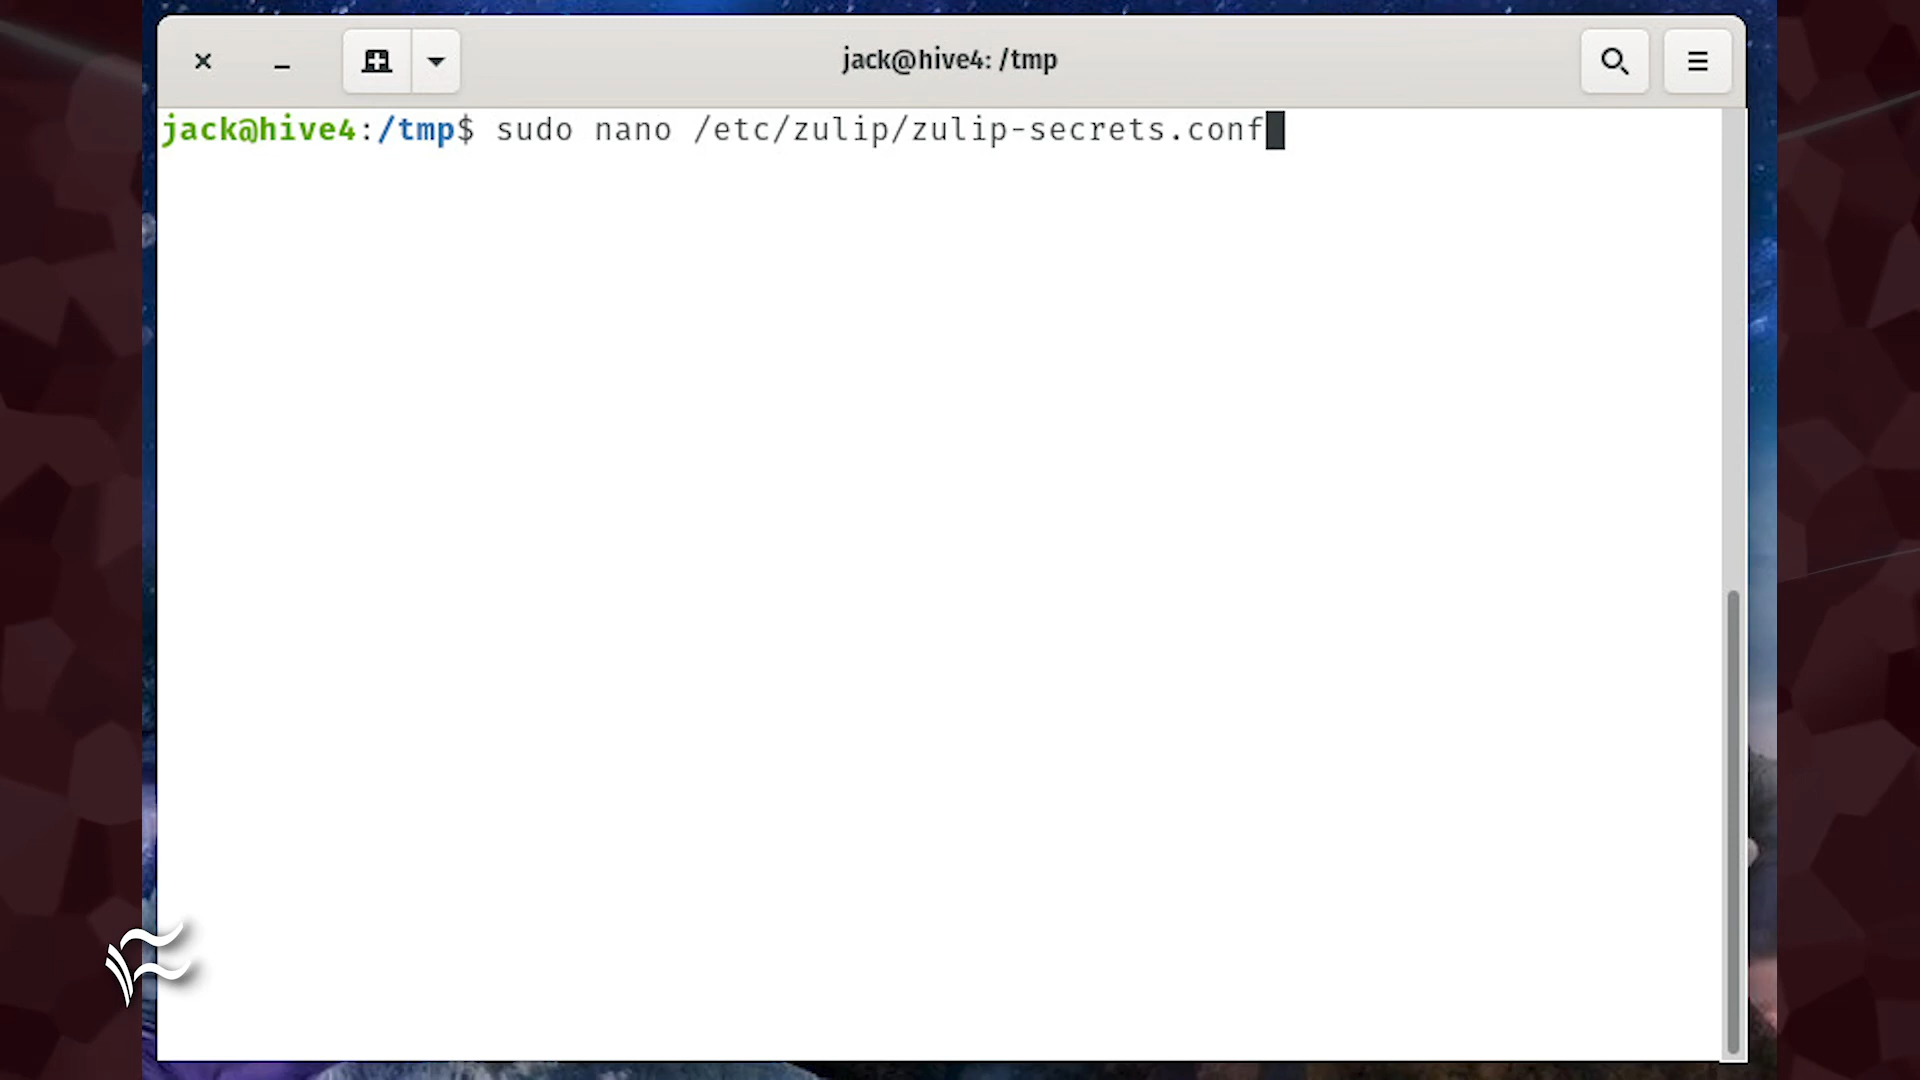 jack@hive4: /tmp
jack@hive4:/tmp$ sudo nano /etc/zulip/zulip-secrets.conf